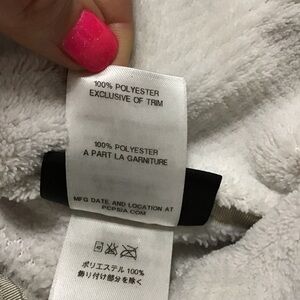 100% POLYESTER
EXCLUSIVE OF TRIM
100% POLYESTER
A PART LA GARNITURE
MFG DATE AND LOCATION AT
PCPSIA.COM
ポリエステル 100%
飾り付け部分を除く